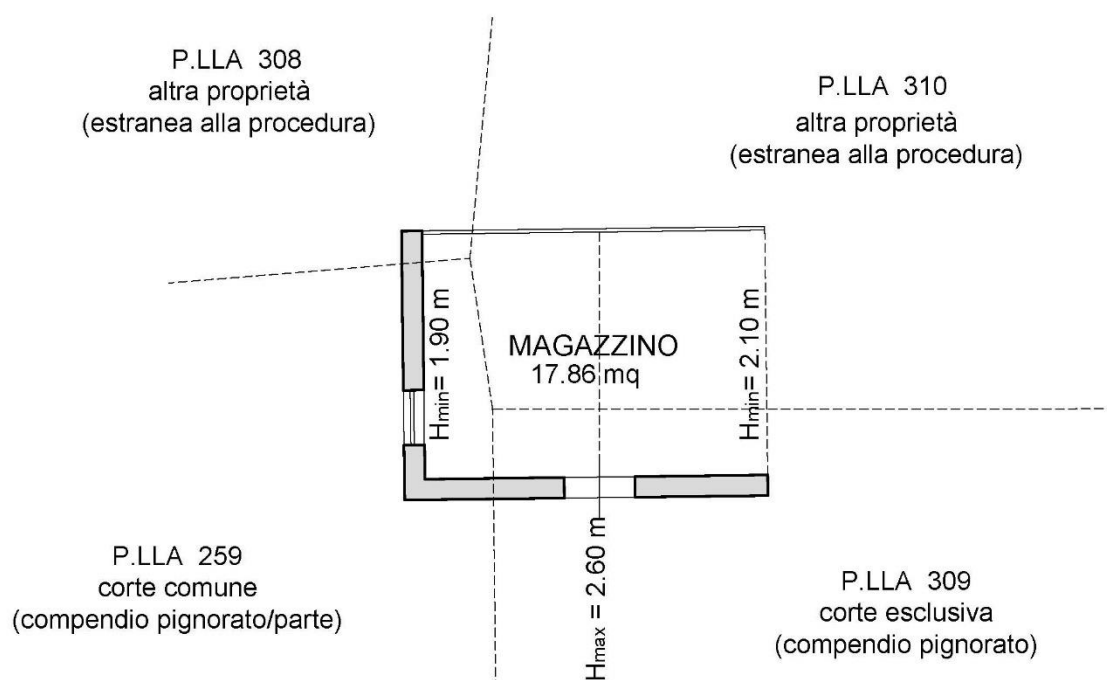 P.LLA 308
altra proprietà
(estranea alla procedura)
P.LLA 310
altra proprietà
(estranea alla procedura)
Hmin= 1.90 m
MAGAZZINO
17.86 mq
Hmin= 2.10 m
Hmax = 2.60 m
P.LLA 259
corte comune
(compendio pignorato/parte)
P.LLA 309
corte esclusiva
(compendio pignorato)